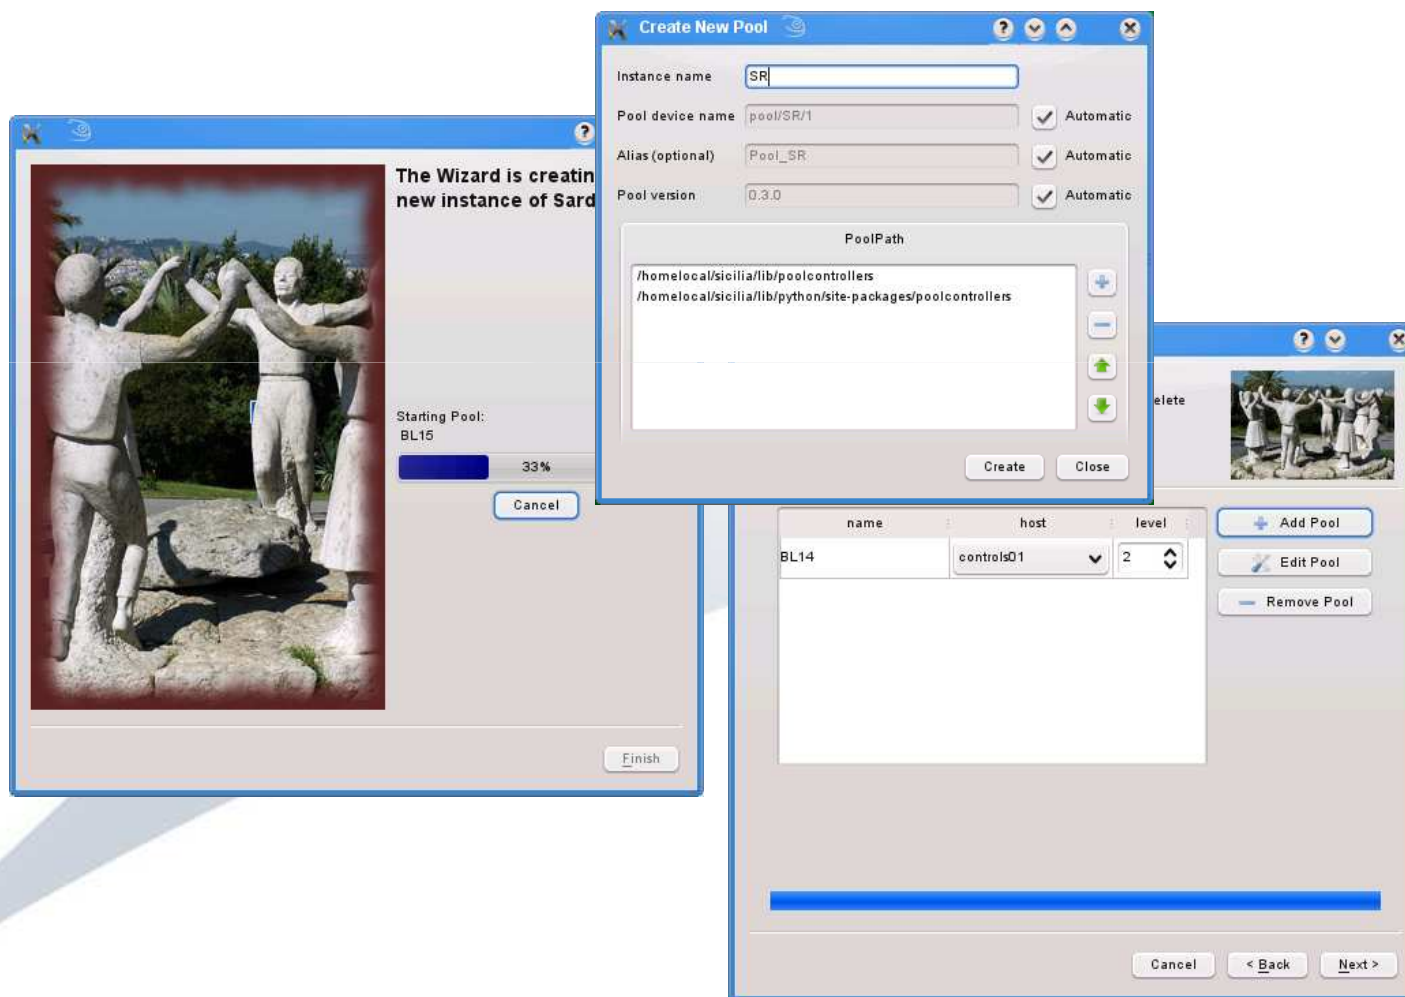 Create New Pool
Instance name SR
Pool device name pool/SR/1 Automatic
Alias (optional) Pool_SR Automatic
Pool version 0.3.0 Automatic
PoolPath
/homelocal/sicilia/lib/poolcontrollers
/homelocal/sicilia/lib/python/site-packages/poolcontrollers
Create Close
The Wizard is creatin
new instance of Sard
Starting Pool:
BL15
33%
Cancel
Finish
elete
name host level
BL14 controls01 2
Add Pool
Edit Pool
Remove Pool
Cancel < Back Next >